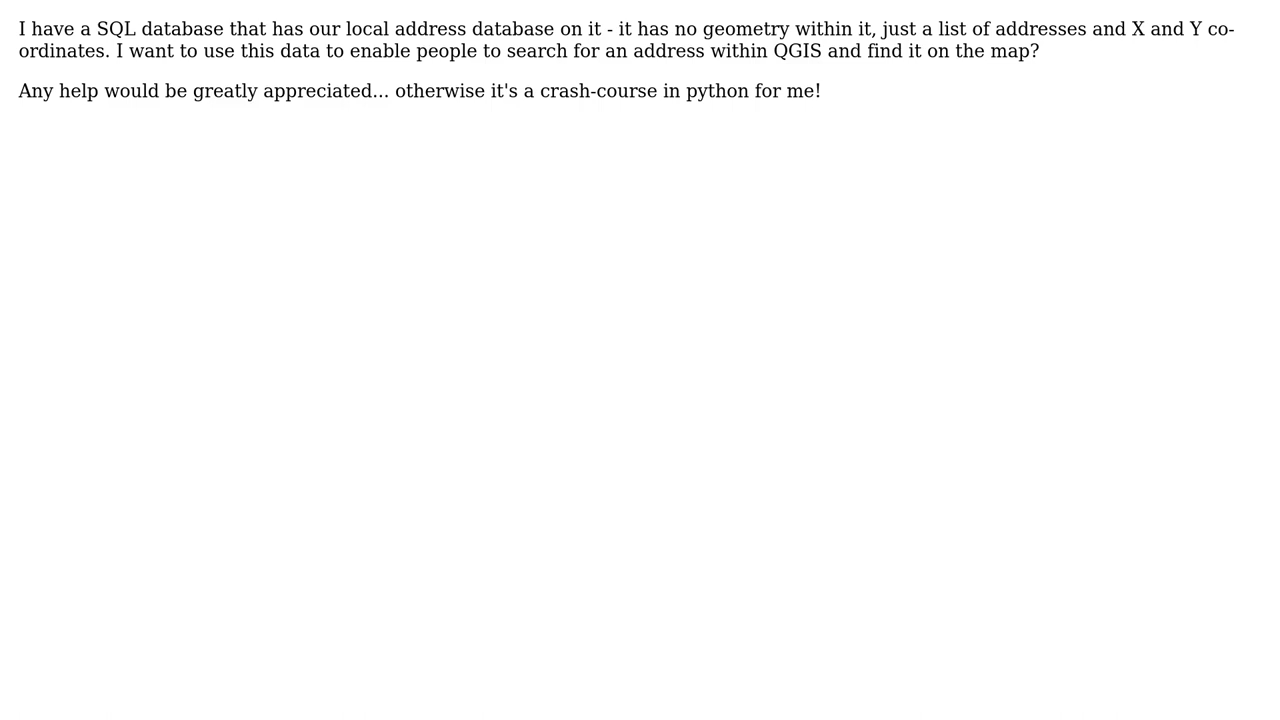 I have a SQL database that has our local address database on it - it has no geometry within it, just a list of addresses and X and Y co-
ordinates. I want to use this data to enable people to search for an address within QGIS and find it on the map?
Any help would be greatly appreciated... otherwise it's a crash-course in python for me!